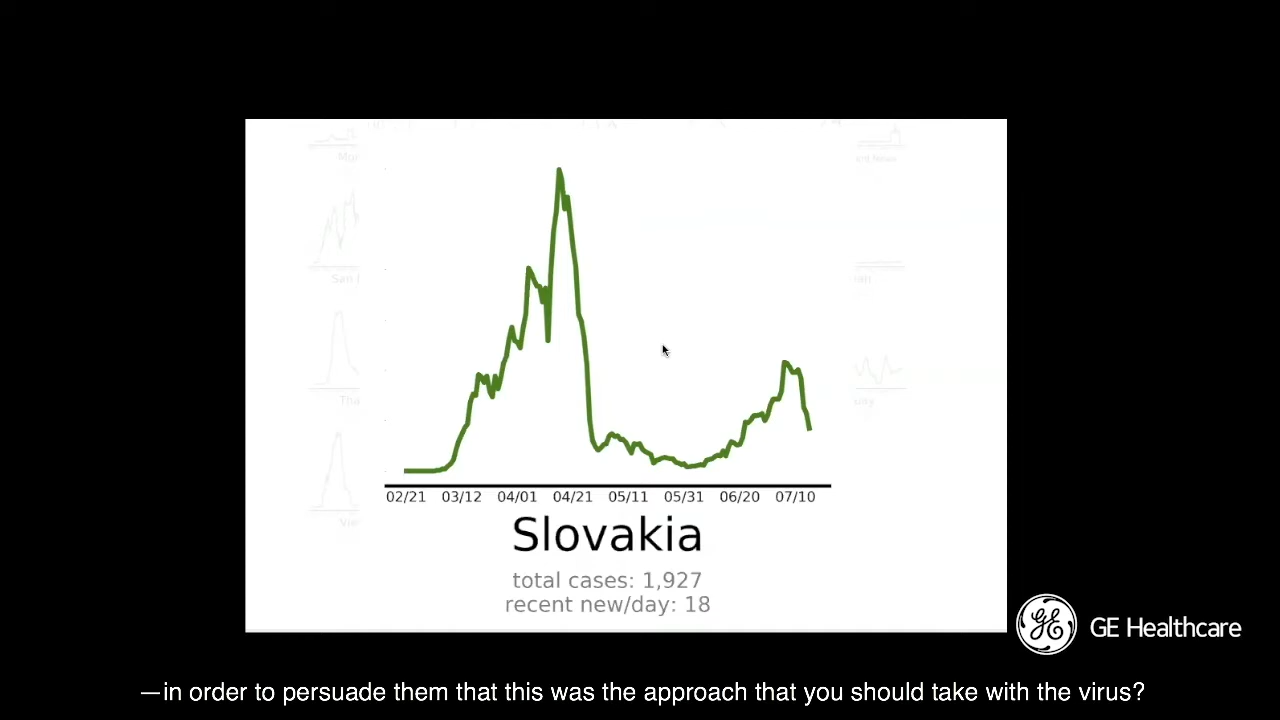 02/21 03/12 04/01 04/21 05/11 05/31 06/20 07/10
Slovakia
total cases: 1,927
recent new/day: 18
GE Healthcare
—in order to persuade them that this was the approach that you should take with the virus?